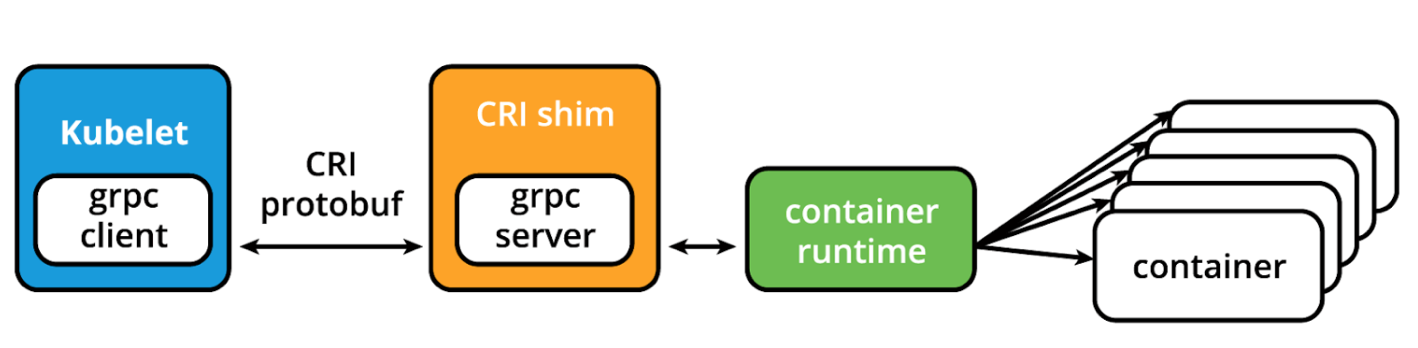 Kubelet
grpc
client
CRI
protobuf
CRI shim
grpc
server
container
runtime
container